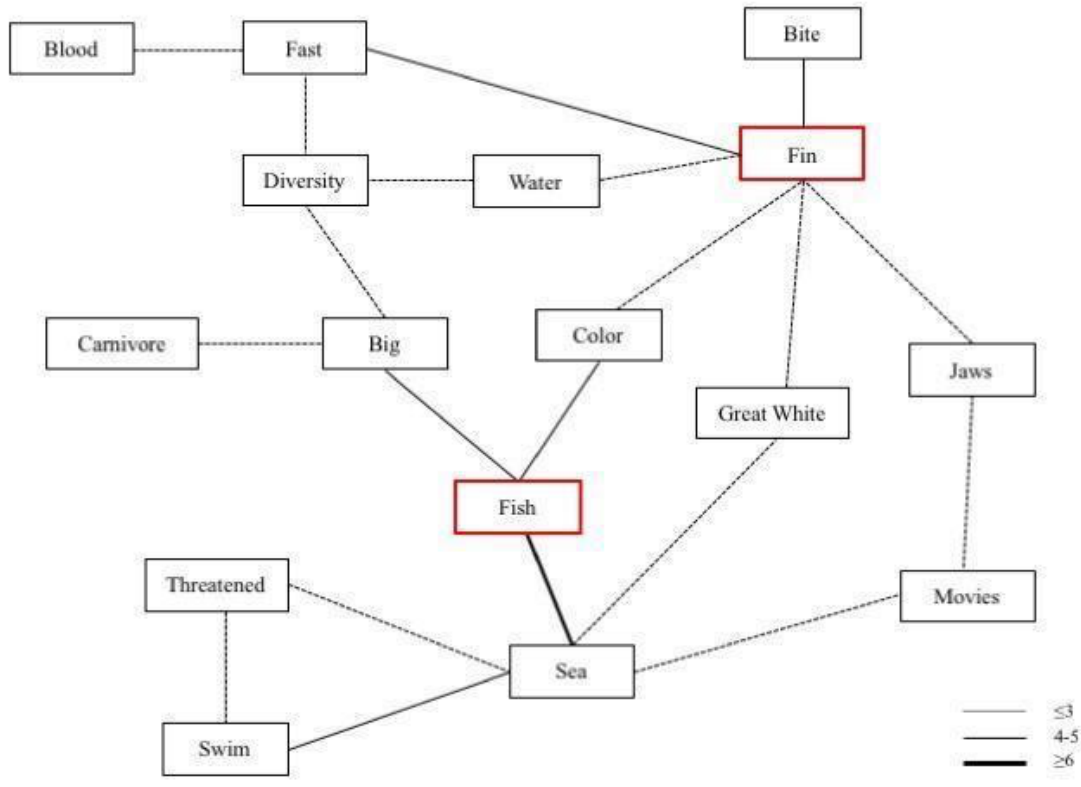 Bite
Blood
Fast
Fin
Diversity
Water
Color
Carnivore
Big
Jaws
Great White
Fish
Threatened
Movies
Sea
Swim
≤3
4-5
≥6